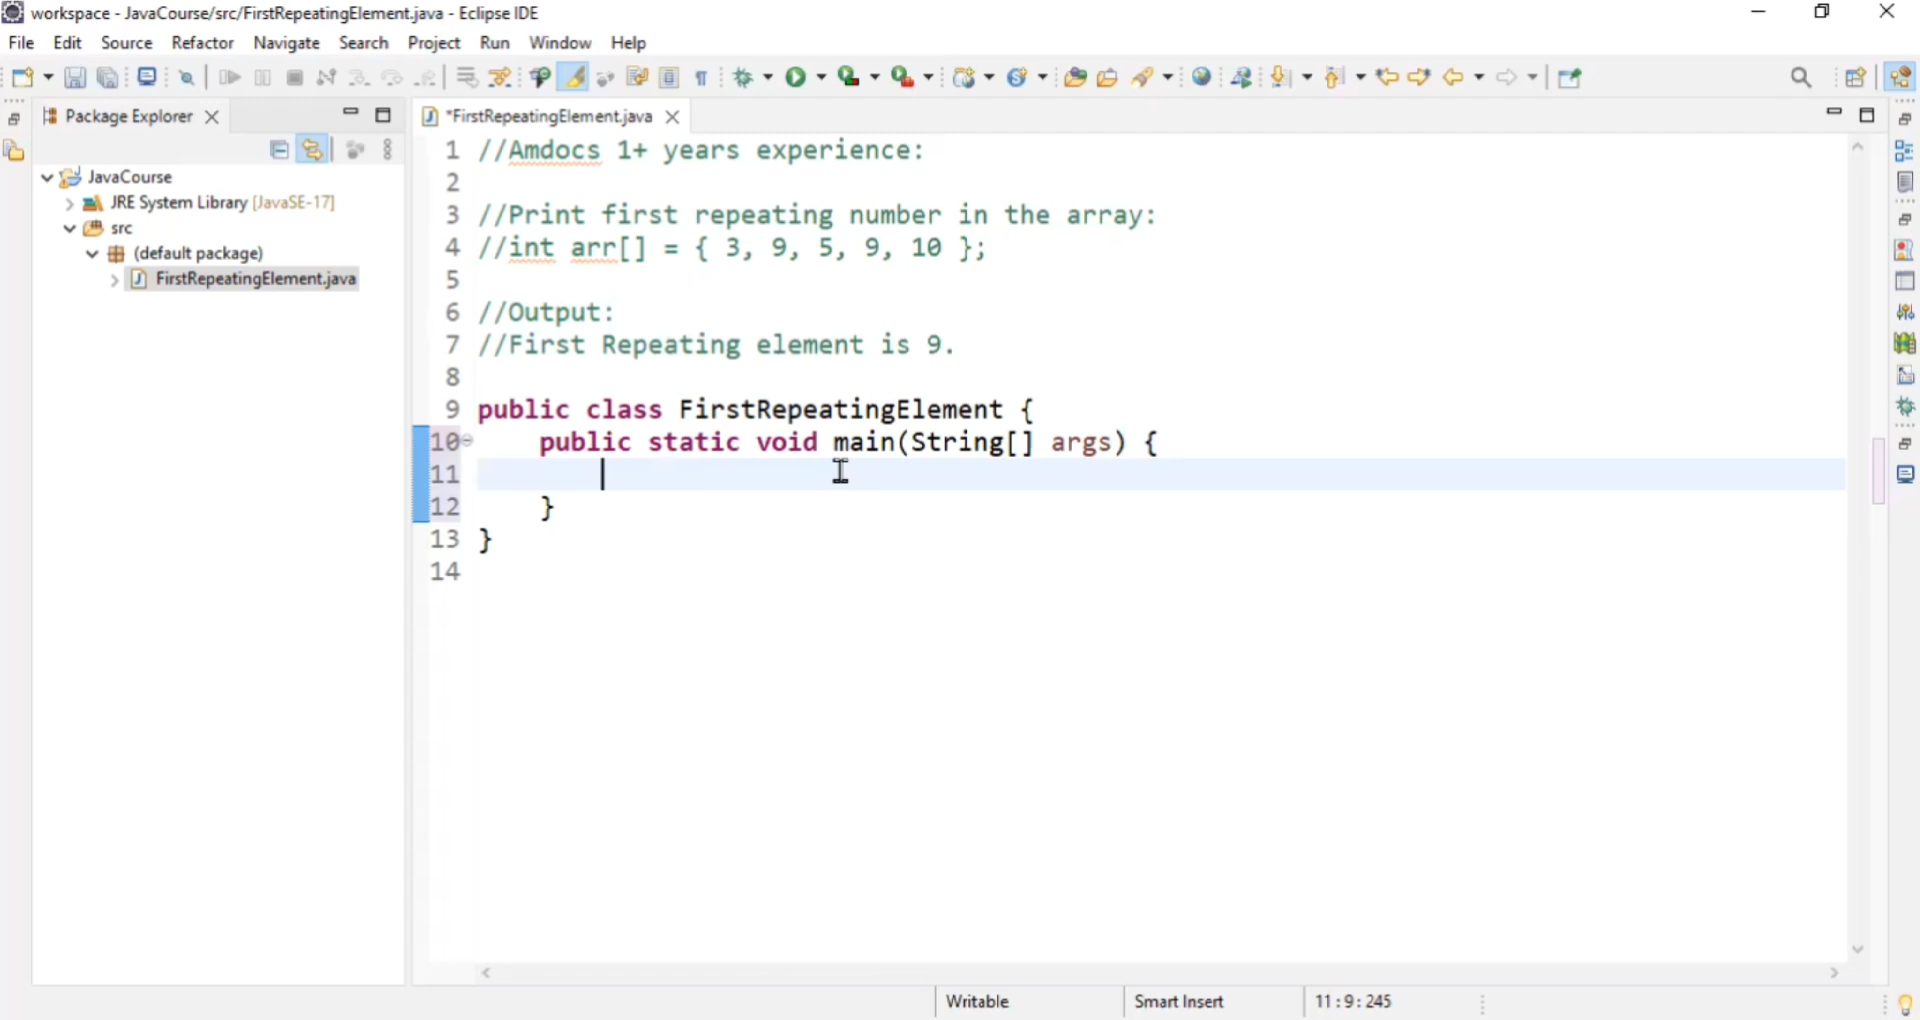 workspace - JavaCourse/src/FirstRepeatingElement.java - Eclipse IDE
File Edit Source Refactor Navigate Search Project Run Window Help
Package Explorer
*FirstRepeatingElement.java
JavaCourse
JRE System Library [JavaSE-17]
src
(default package)
FirstRepeatingElement.java
1 //Amdocs 1+ years experience:
2
3 //Print first repeating number in the array:
4 //int arr[] = { 3, 9, 5, 9, 10 };
5
6 //Output:
7 //First Repeating element is 9.
8
9 public class FirstRepeatingElement {
10 public static void main(String[] args) {
11
12 }
13 }
14
Writable Smart Insert 11 : 9 : 245